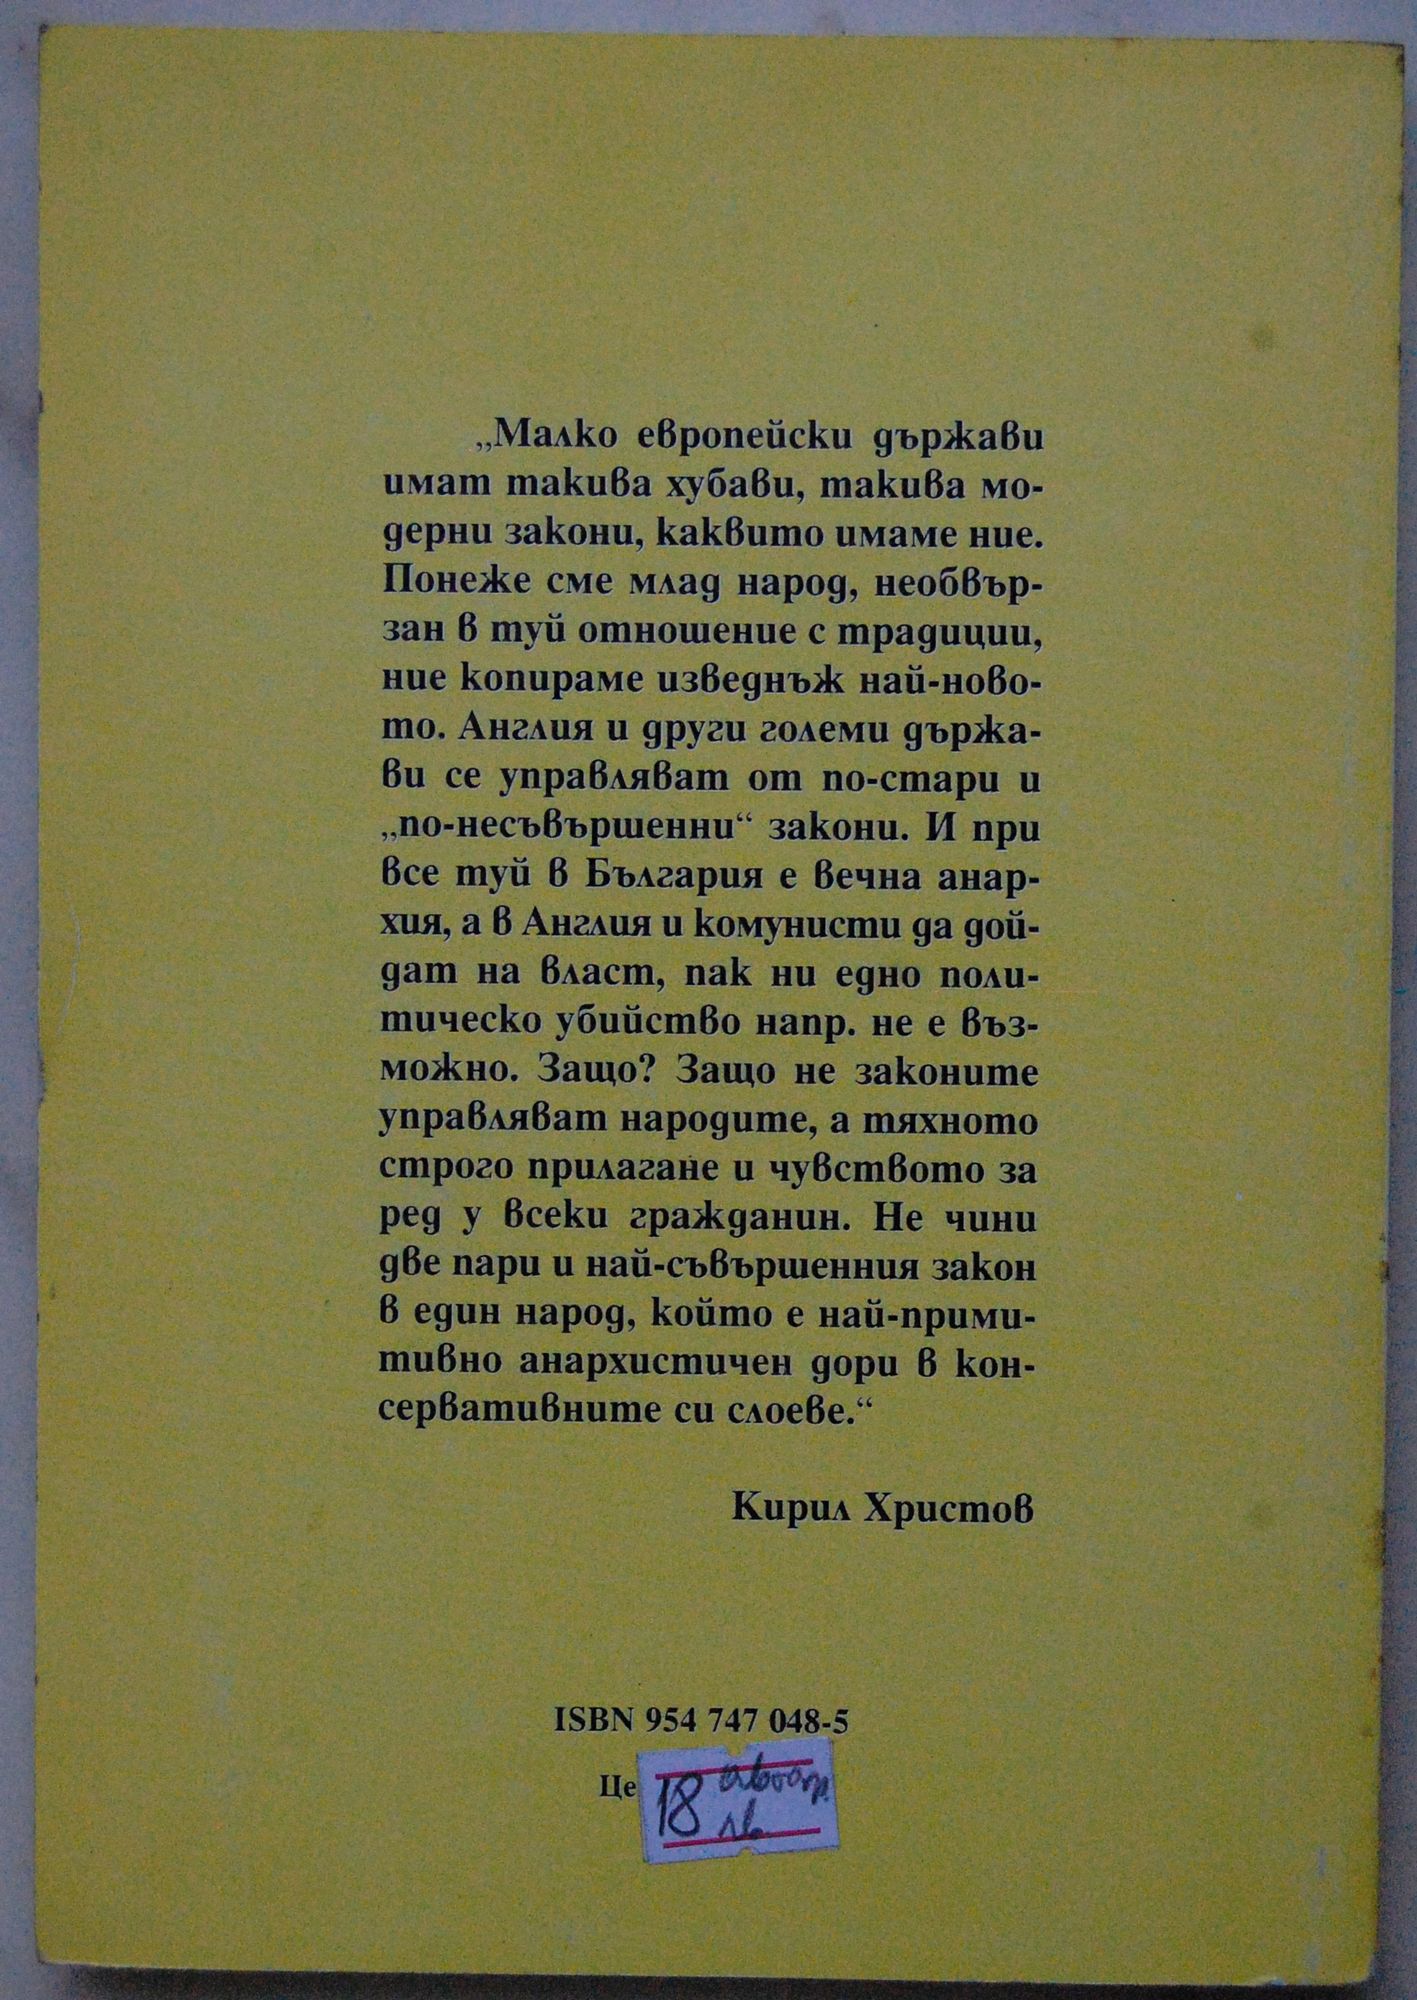 „Малко европейски държави
имат такива хубави, такива мо-
дерни закони, каквито имаме ние.
Понеже сме млад народ, необвър-
зан в туй отношение с традиции,
ние копираме изведнъж най-ново-
то. Англия и други големи държа-
ви се управляват от по-стари и
„по-несъвършенни“ закони. И при
все туй в България е вечна анар-
хия, а в Англия и комунисти да дой-
дат на власт, пак ни едно поли-
тическо убийство напр. не е въз-
можно. Защо? Защо не законите
управляват народите, а тяхното
строго прилагане и чувството за
ред у всеки гражданин. Не чини
две пари и най-съвършенния закон
в един народ, който е най-прими-
тивно анархистичен дори в кон-
сервативните си слоеве.“
Кирил Христов
ISBN 954 747 048-5
Це
18 лв.